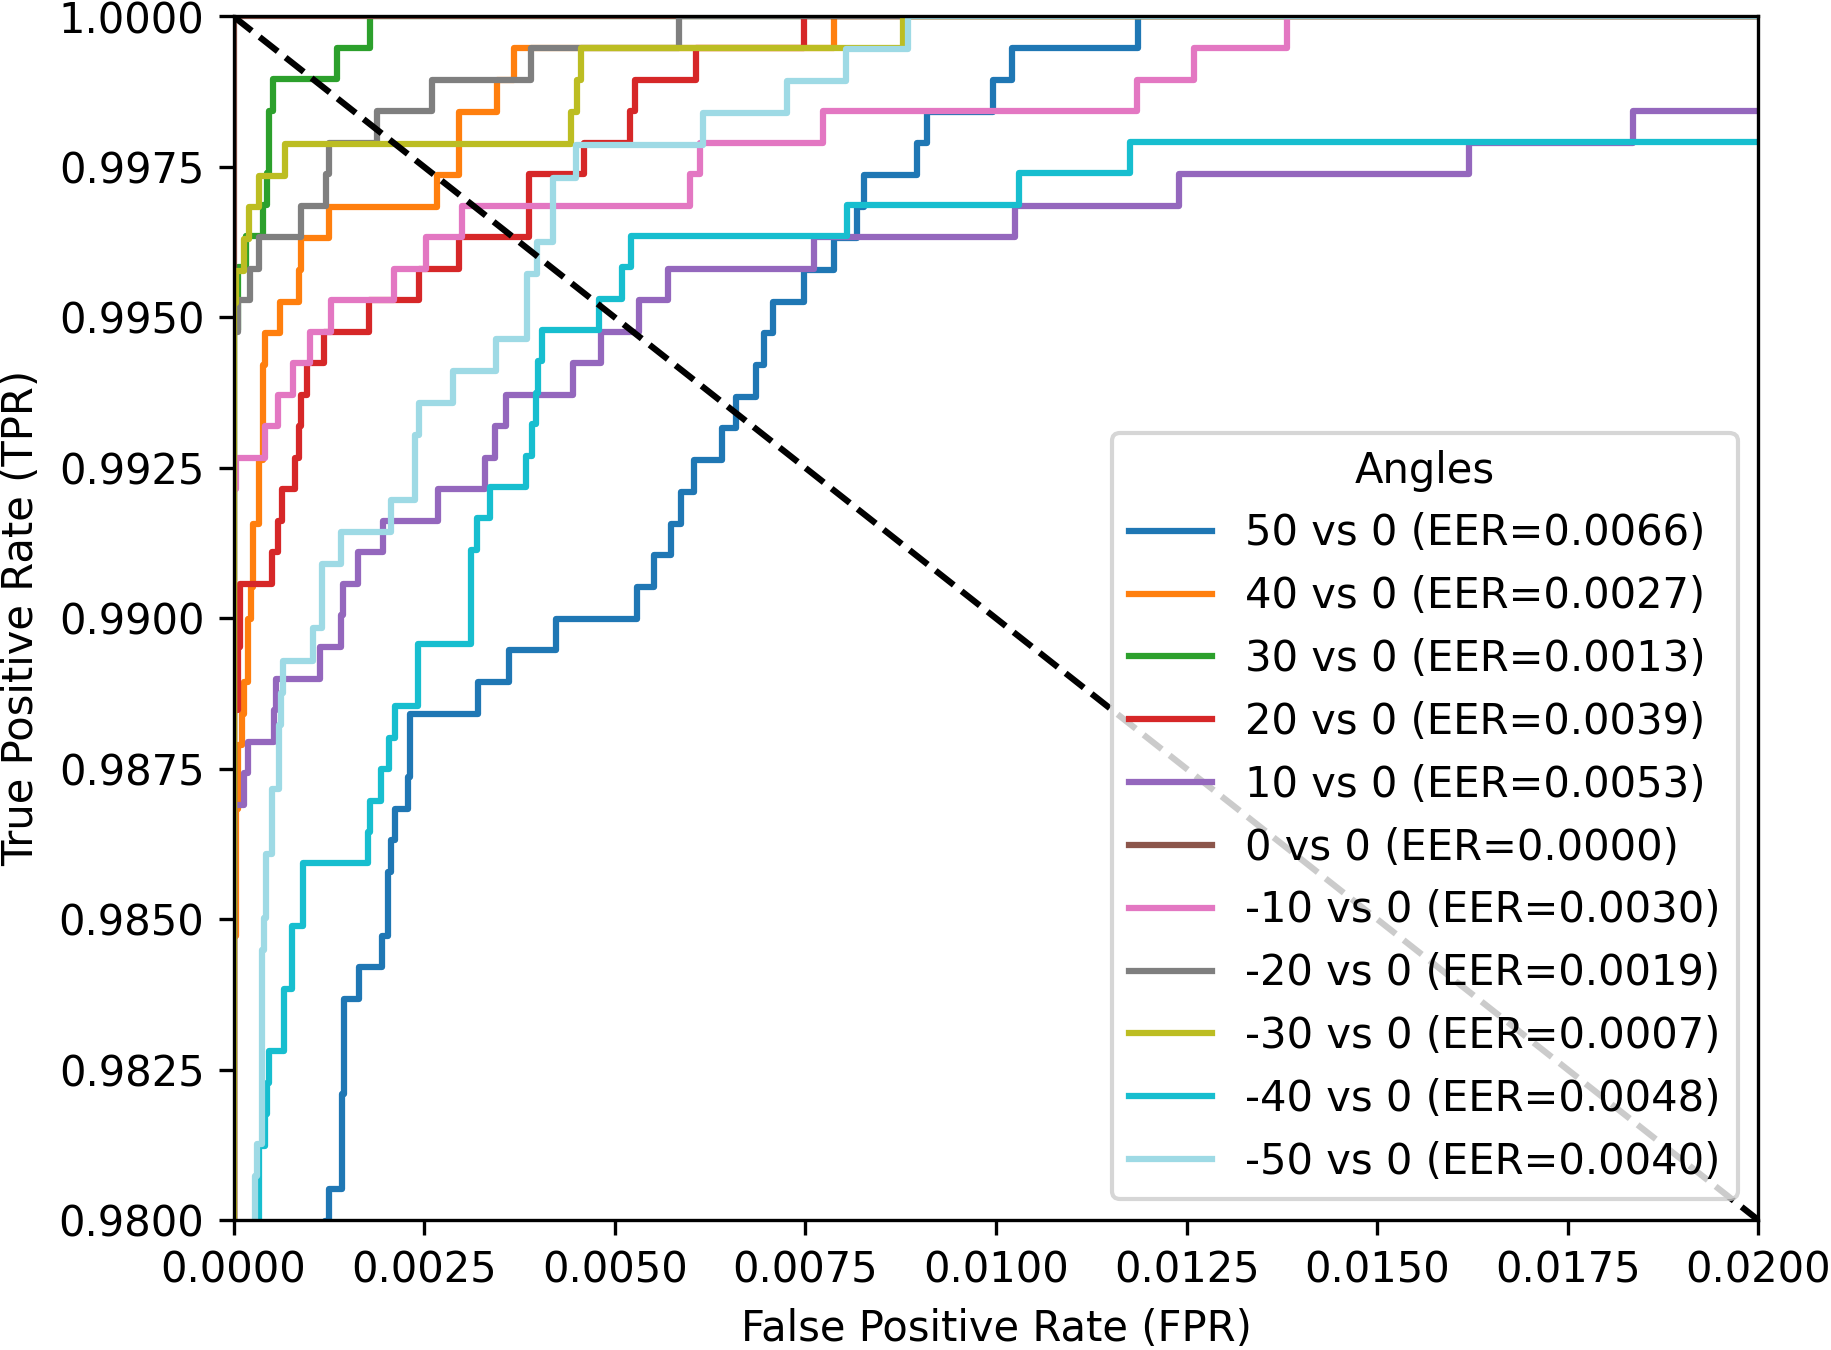 1.0000
0.9975
0.9950
0.9925
0.9900
0.9875
0.9850
0.9825
0.9800
True Positive Rate (TPR)
Angles
50 vs 0 (EER=0.0066)
40 vs 0 (EER=0.0027)
30 vs 0 (EER=0.0013)
20 vs 0 (EER=0.0039)
10 vs 0 (EER=0.0053)
0 vs 0 (EER=0.0000)
-10 vs 0 (EER=0.0030)
-20 vs 0 (EER=0.0019)
-30 vs 0 (EER=0.0007)
-40 vs 0 (EER=0.0048)
-50 vs 0 (EER=0.0040)
0.0000 0.0025 0.0050 0.0075 0.0100 0.0125 0.0150 0.0175 0.0200
False Positive Rate (FPR)